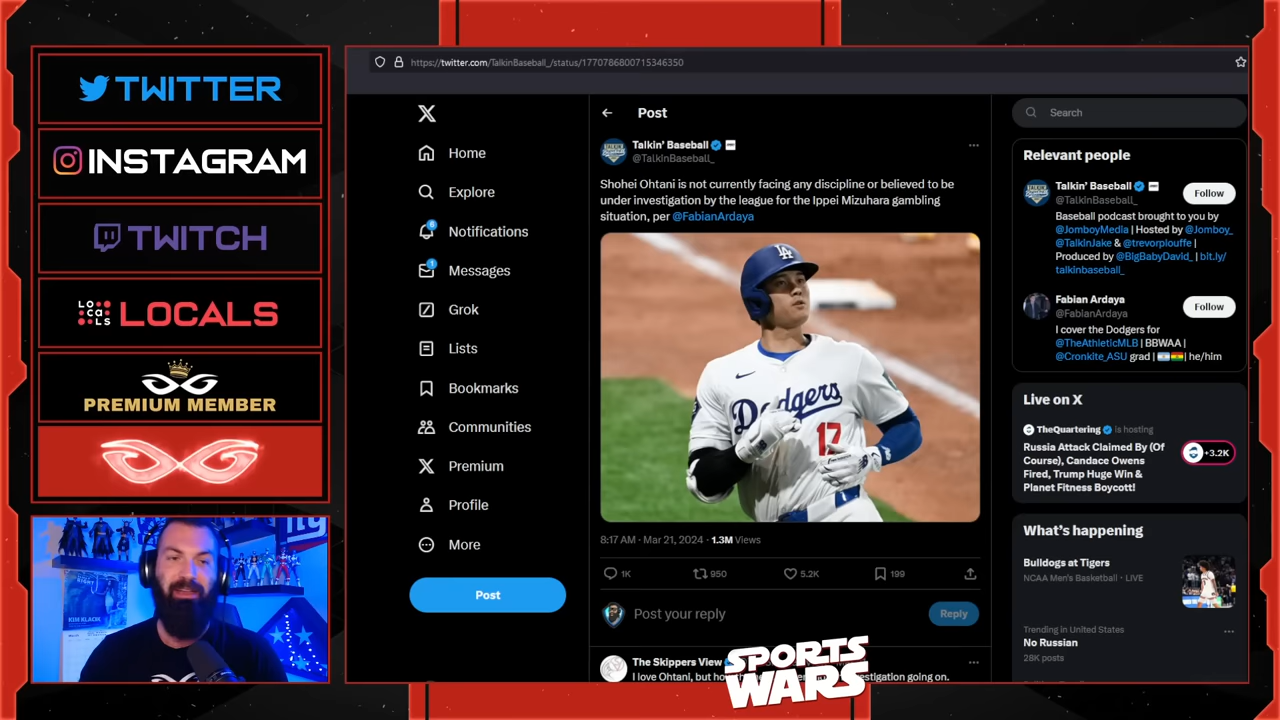 TWITTER
INSTAGRAM
TWITCH
LOCALS
LOCALS
PREMIUM MEMBER
https://twitter.com/TalkinBaseball_/status/1770786800715346350
Home
Explore
Notifications
Messages
Grok
Lists
Bookmarks
Communities
Premium
Profile
More
Post
Post
Talkin' Baseball
@TalkinBaseball_
Shohei Ohtani is not currently facing any discipline or believed to be
under investigation by the league for the Ippei Mizuhara gambling
situation, per @FabianArdaya
LA
Dodgers
17
8:17 AM · Mar 21, 2024 · 1.3M Views
1K
950
5.2K
199
Post your reply
Reply
The Skippers View
I love Ohtani, but
estigation going on.
SPORTS
WARS
Search
Relevant people
Talkin' Baseball
@TalkinBaseball_
Follow
Baseball podcast brought to you by
@JomboyMedia | Hosted by @Jomboy_
@TalkinJake & @trevorplouffe |
Produced by @BigBabyDavid_ | bit.ly/
talkinbaseball_
Fabian Ardaya
@FabianArdaya
Follow
I cover the Dodgers for
@TheAthleticMLB | BBWAA |
@Cronkite_ASU grad | 🇦🇷🇧🇴 | he/him
Live on X
TheQuartering is hosting
Russia Attack Claimed By (Of
Course), Candace Owens
Fired, Trump Huge Win &
Planet Fitness Boycott!
+3.2K
What's happening
Bulldogs at Tigers
NCAA Men's Basketball · LIVE
Trending in United States
No Russian
28K posts